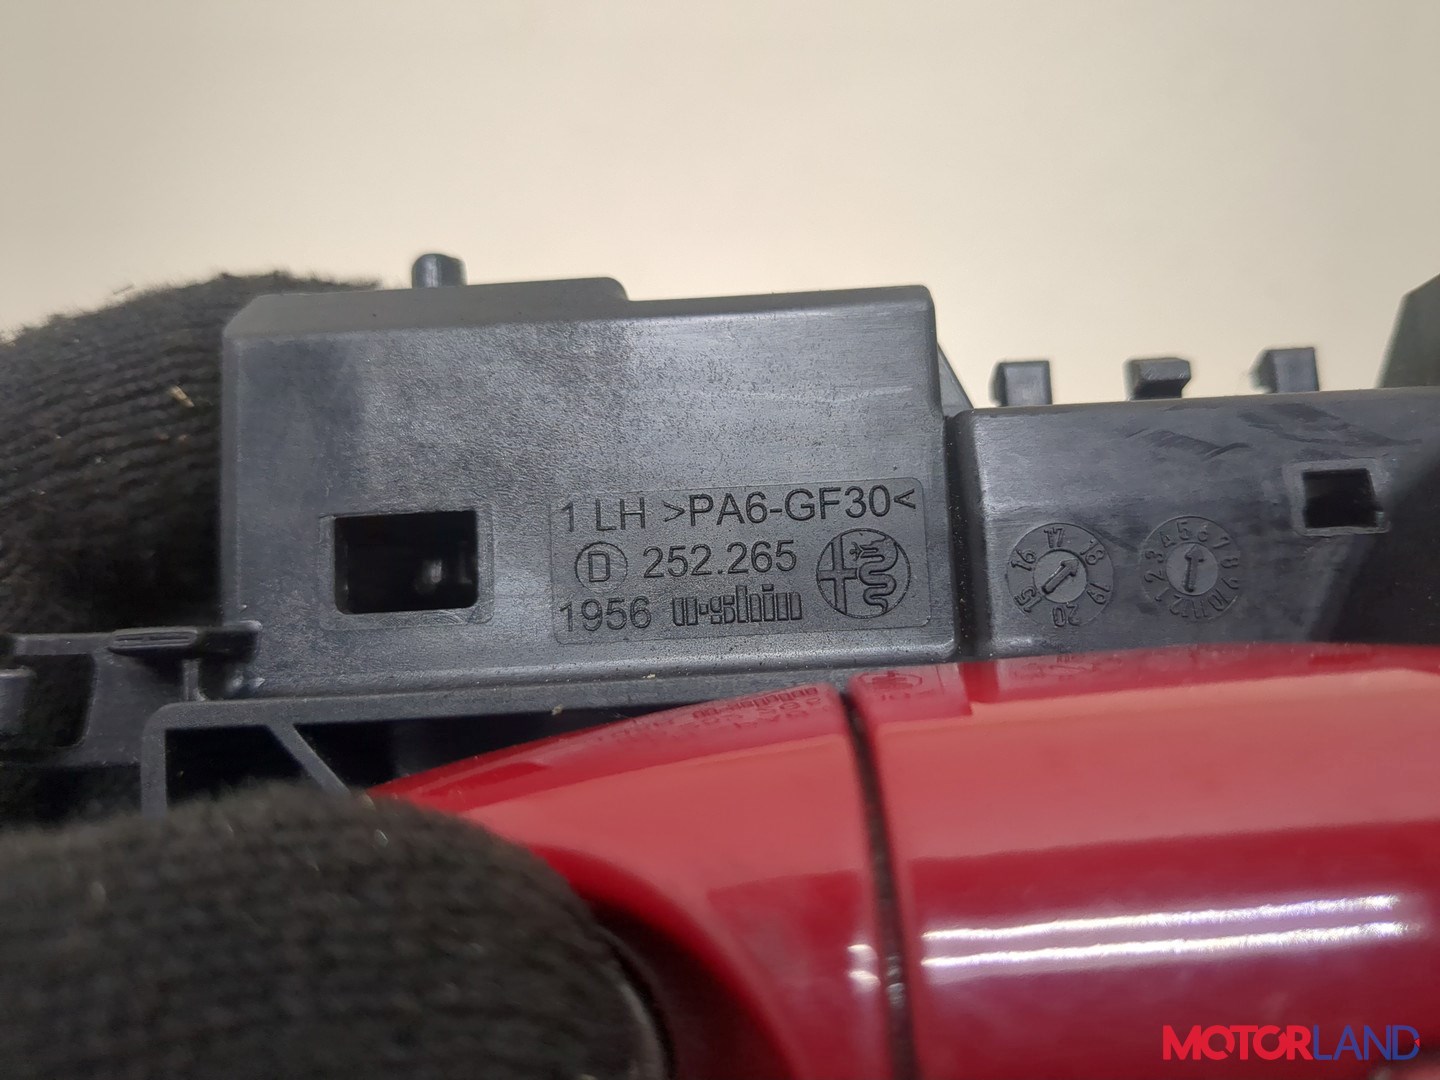 1 LH >PA6-GF30<
D 252.265
1956 u-shin
15 16 17 18 19 20
1 2 3 4 5 6 7 8 9 10 11 12
MOTORLAND